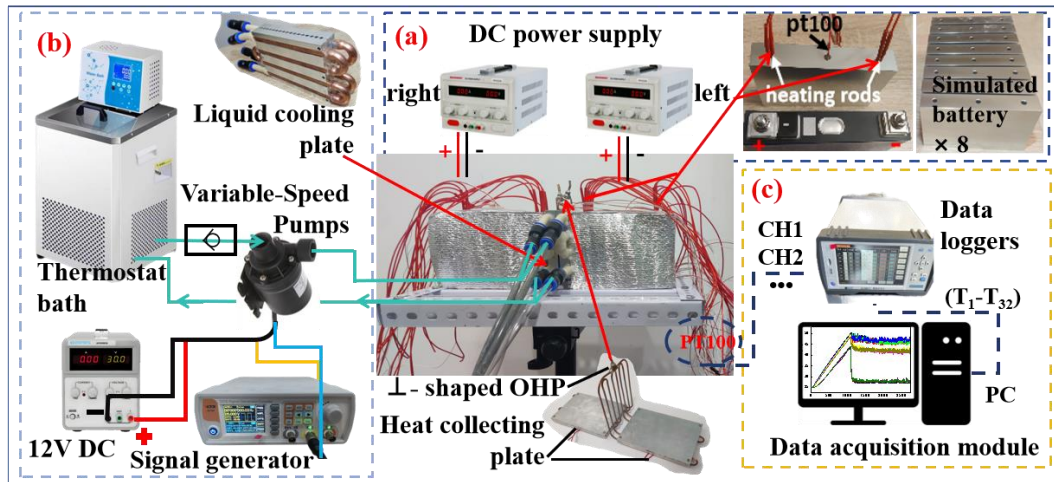 (b)
Liquid cooling
plate
Variable-Speed
Pumps
Thermostat
bath
12V DC
Signal generator
(a)
DC power supply
right
left
+
-
+
-
pt100
heating rods
+
-
Simulated
battery
× 8
PT100
⊥- shaped OHP
Heat collecting
plate
(c)
CH1
CH2
•••
Data
loggers
(T₁-T₃₂)
PC
Data acquisition module